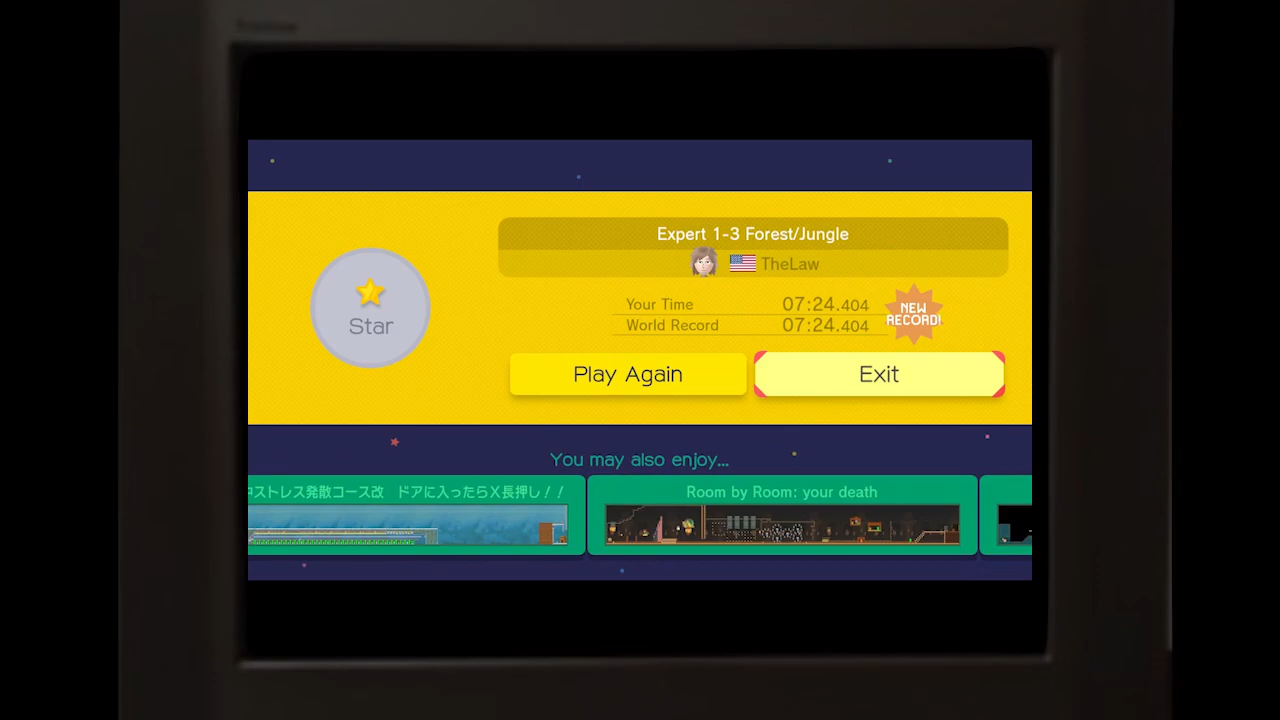 Expert 1-3 Forest/Jungle
TheLaw
Star
Your Time 07:24.404
World Record 07:24.404
NEW
RECORD!
Play Again
Exit
You may also enjoy...
ストレス発散コース改 ドアに入ったらX長押し!!
Room by Room: your death